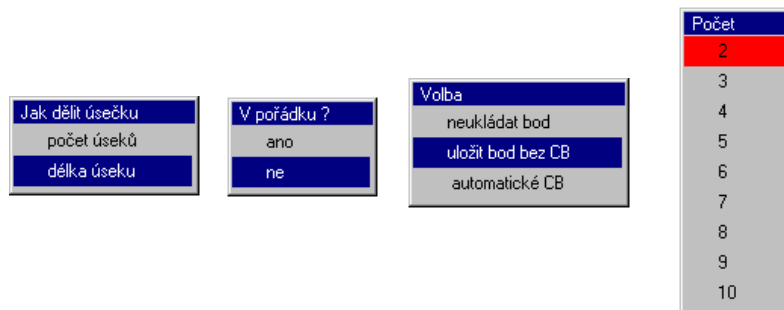 Jak dělit úsečku
počet úseků
délka úseku
V pořádku ?
ano
ne
Volba
neukládat bod
uložit bod bez CB
automatické CB
Počet
2
3
4
5
6
7
8
9
10